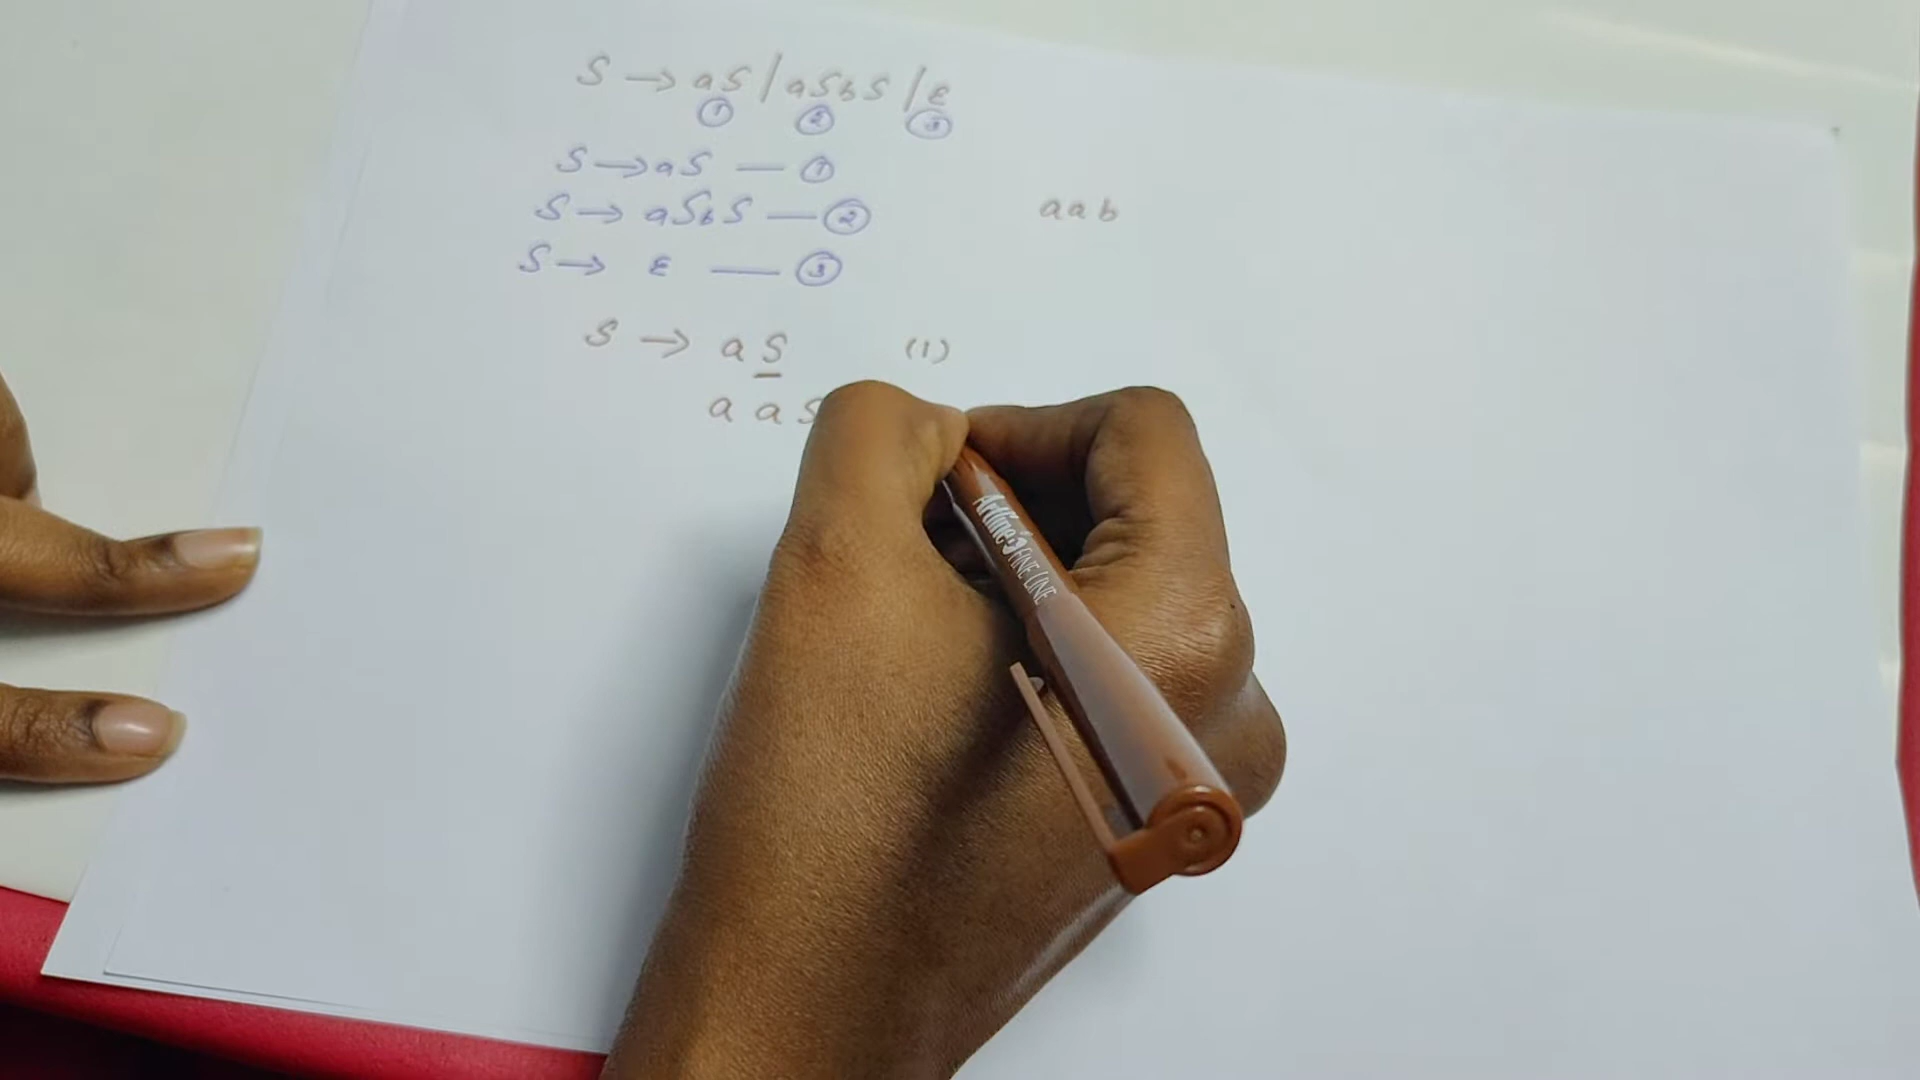 S → aS / aSbS / ε
① ② ③
S → aS — ①
S → aSbS — ②
aab
S → ε — ③
S → aS (1)
a a S
Artline FINE LINE